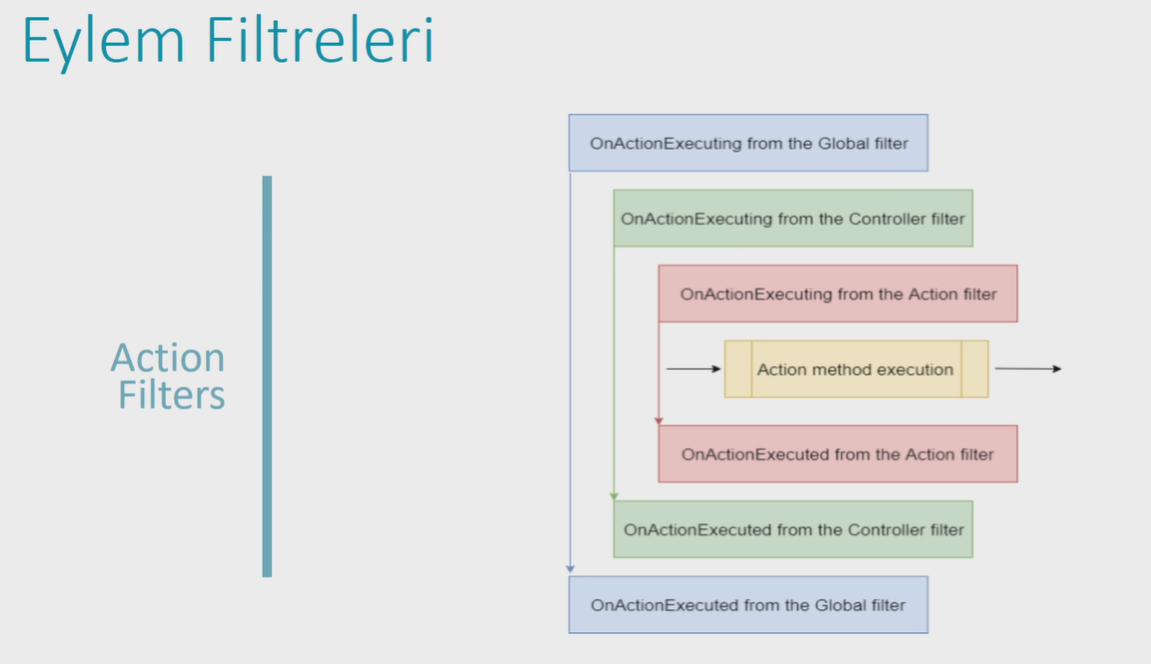 Eylem Filtreleri
Action
Filters
OnActionExecuting from the Global filter
OnActionExecuting from the Controller filter
OnActionExecuting from the Action filter
Action method execution
OnActionExecuted from the Action filter
OnActionExecuted from the Controller filter
OnActionExecuted from the Global filter